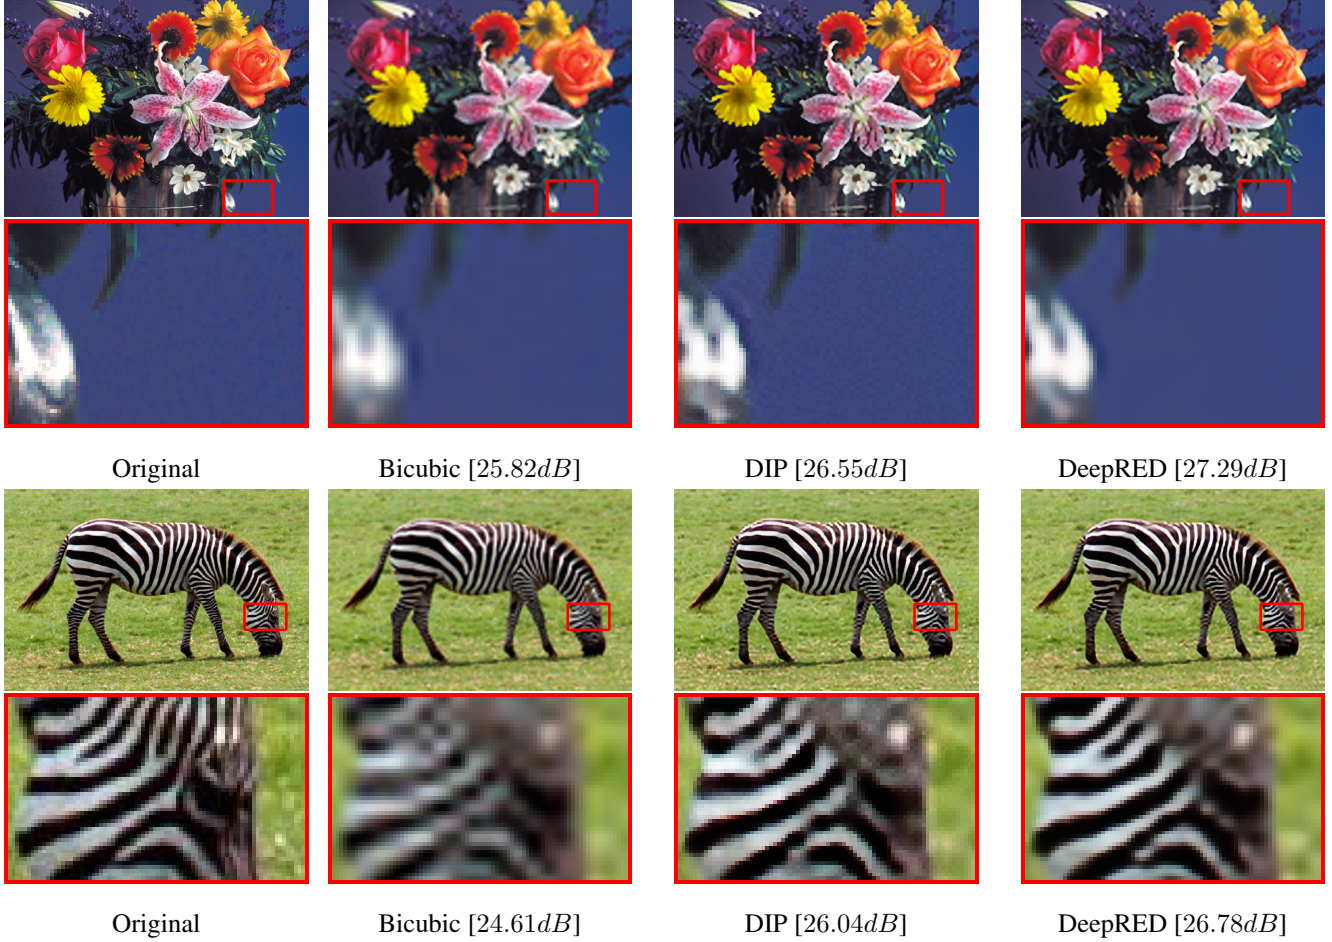 Original Bicubic [25.82dB] DIP [26.55dB] DeepRED [27.29dB]
Original Bicubic [24.61dB] DIP [26.04dB] DeepRED [26.78dB]